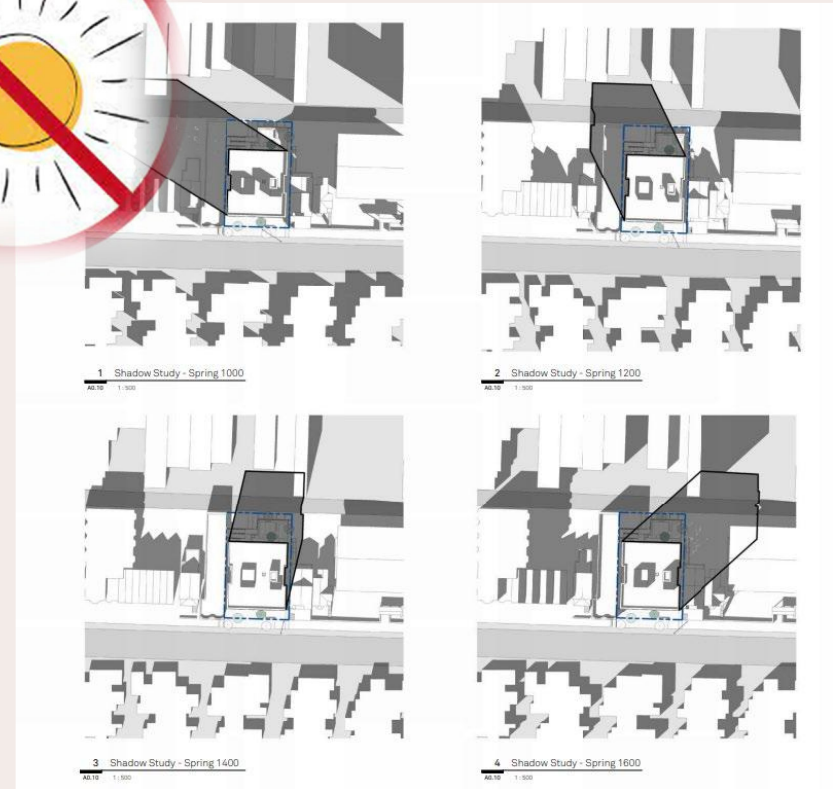 1 Shadow Study - Spring 1000
A0.10 1 : 500
2 Shadow Study - Spring 1200
A0.10 1 : 500
3 Shadow Study - Spring 1400
A0.10 1 : 500
4 Shadow Study - Spring 1600
A0.10 1 : 500